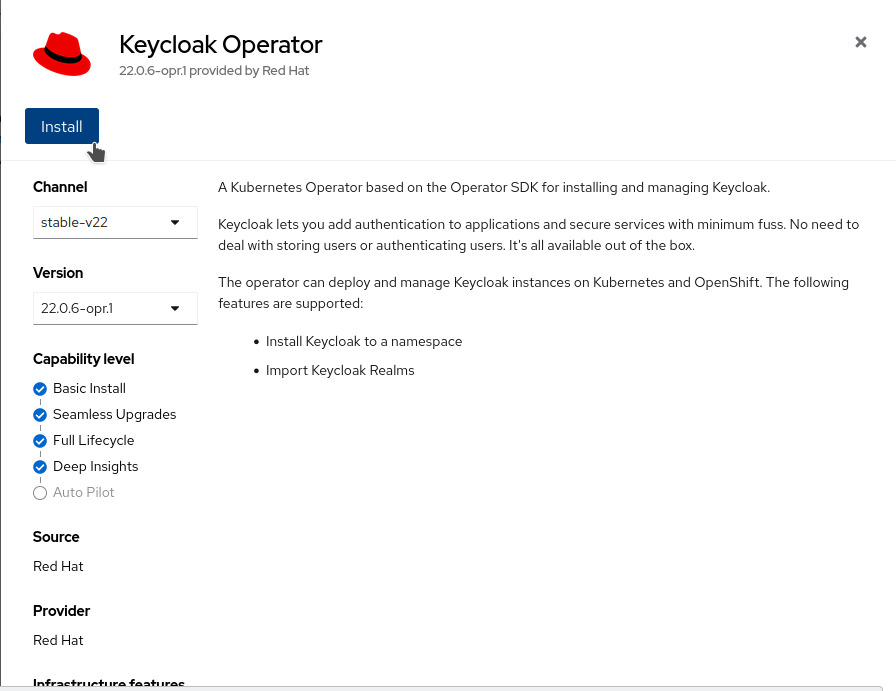 Keycloak Operator
22.0.6-opr.1 provided by Red Hat
Install
Channel
stable-v22
Version
22.0.6-opr.1
Capability level
Basic Install
Seamless Upgrades
Full Lifecycle
Deep Insights
Auto Pilot
Source
Red Hat
Provider
Red Hat
Infrastructure features
A Kubernetes Operator based on the Operator SDK for installing and managing Keycloak.
Keycloak lets you add authentication to applications and secure services with minimum fuss. No need to
deal with storing users or authenticating users. It's all available out of the box.
The operator can deploy and manage Keycloak instances on Kubernetes and OpenShift. The following
features are supported:
• Install Keycloak to a namespace
• Import Keycloak Realms